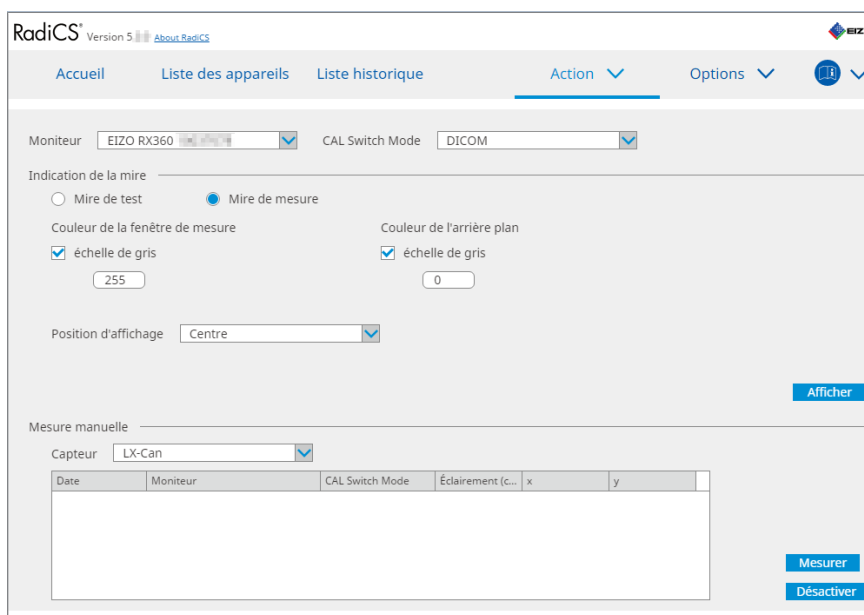 RadiCS® Version 5. About RadiCS EIZ
Accueil Liste des appareils Liste historique Action Options
Moniteur EIZO RX360 CAL Switch Mode DICOM
Indication de la mire
Mire de test Mire de mesure
Couleur de la fenêtre de mesure Couleur de l'arrière plan
échelle de gris échelle de gris
255 0
Position d'affichage Centre
Afficher
Mesure manuelle
Capteur LX-Can
Date Moniteur CAL Switch Mode Éclairement (c... x y
Mesurer
Désactiver